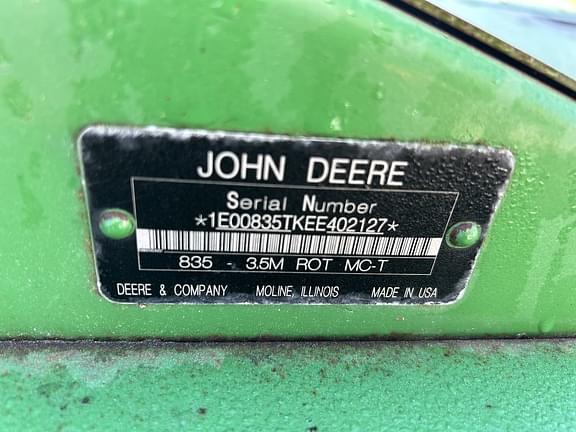 JOHN DEERE
Serial Number
*1E00835TKEE402127*
835 - 3.5M ROT MC-T
DEERE & COMPANY MOLINE, ILLINOIS MADE IN USA